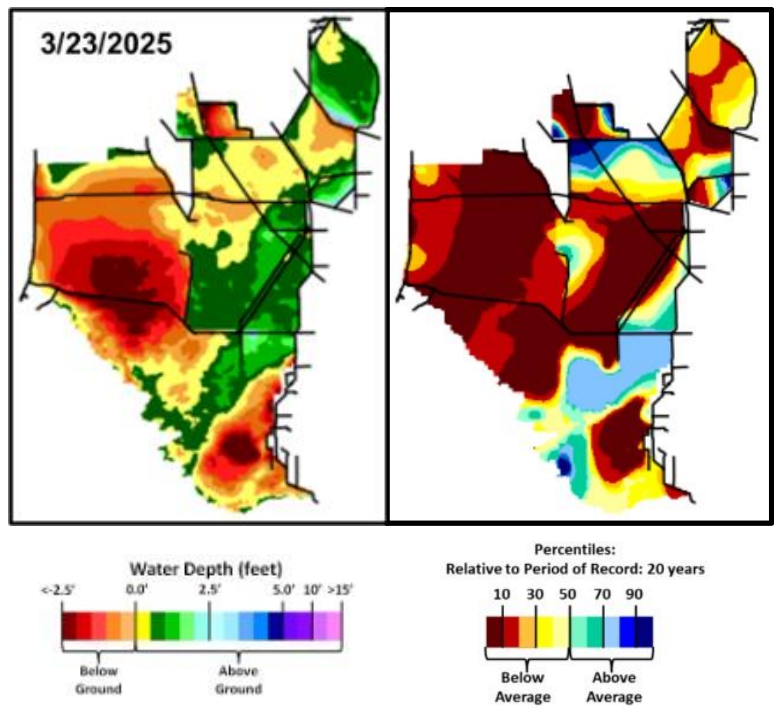 3/23/2025
Water Depth (feet)
<-2.5' 0.0' 2.5' 5.0' 10' >15'
Below
Ground
Above
Ground
Percentiles:
Relative to Period of Record: 20 years
10 30 50 70 90
Below
Average
Above
Average